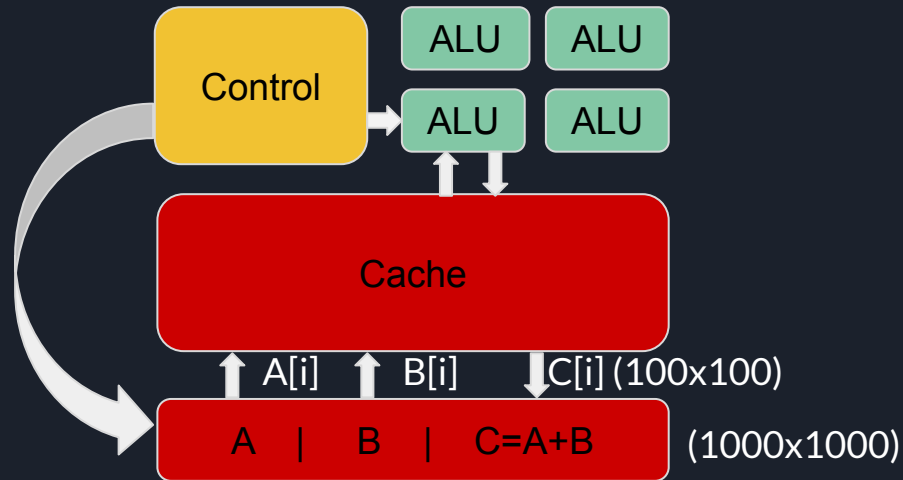 ALU ALU
Control
ALU ALU
Cache
A[i] B[i] C[i] (100x100)
A | B | C=A+B (1000x1000)